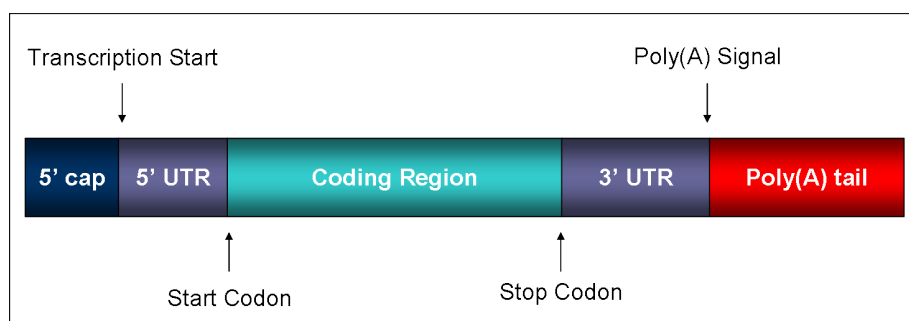 Transcription Start
Poly(A) Signal
5’ cap
5’ UTR
Coding Region
3’ UTR
Poly(A) tail
Start Codon
Stop Codon